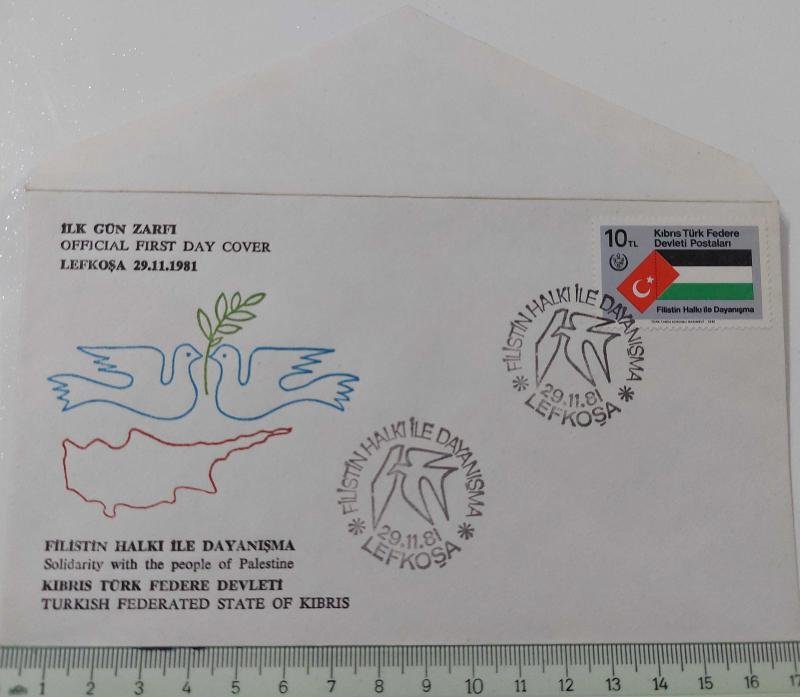 İLK GÜN ZARFI
OFFICIAL FIRST DAY COVER
LEFKOŞA 29.11.1981
10 TL
Kıbrıs Türk Federe
Devleti Postaları
Filistin Halkı ile Dayanışma
FİLİSTİN HALKI İLE DAYANIŞMA
29.11.81
LEFKOŞA
FİLİSTİN HALKI İLE DAYANIŞMA
29.11.81
LEFKOŞA
FİLİSTİN HALKI İLE DAYANIŞMA
Solidarity with the people of Palestine
KIBRIS TÜRK FEDERE DEVLETİ
TURKISH FEDERATED STATE OF KIBRIS
1 2 3 4 5 6 7 8 9 10 11 12 13 14 15 16 17